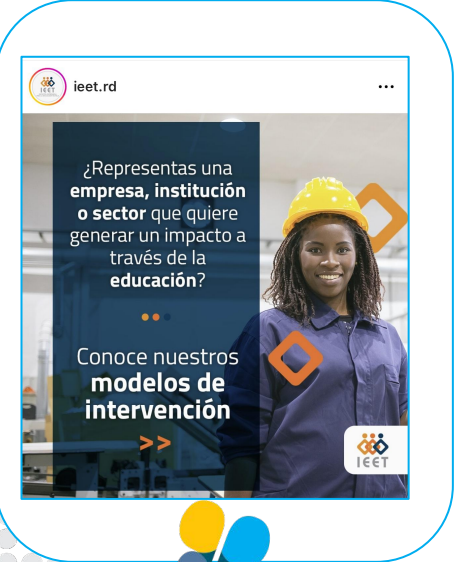 ieet.rd
¿Representas una
empresa, institución
o sector que quiere
generar un impacto a
través de la
educación?
Conoce nuestros
modelos de
intervención
>>
IEET